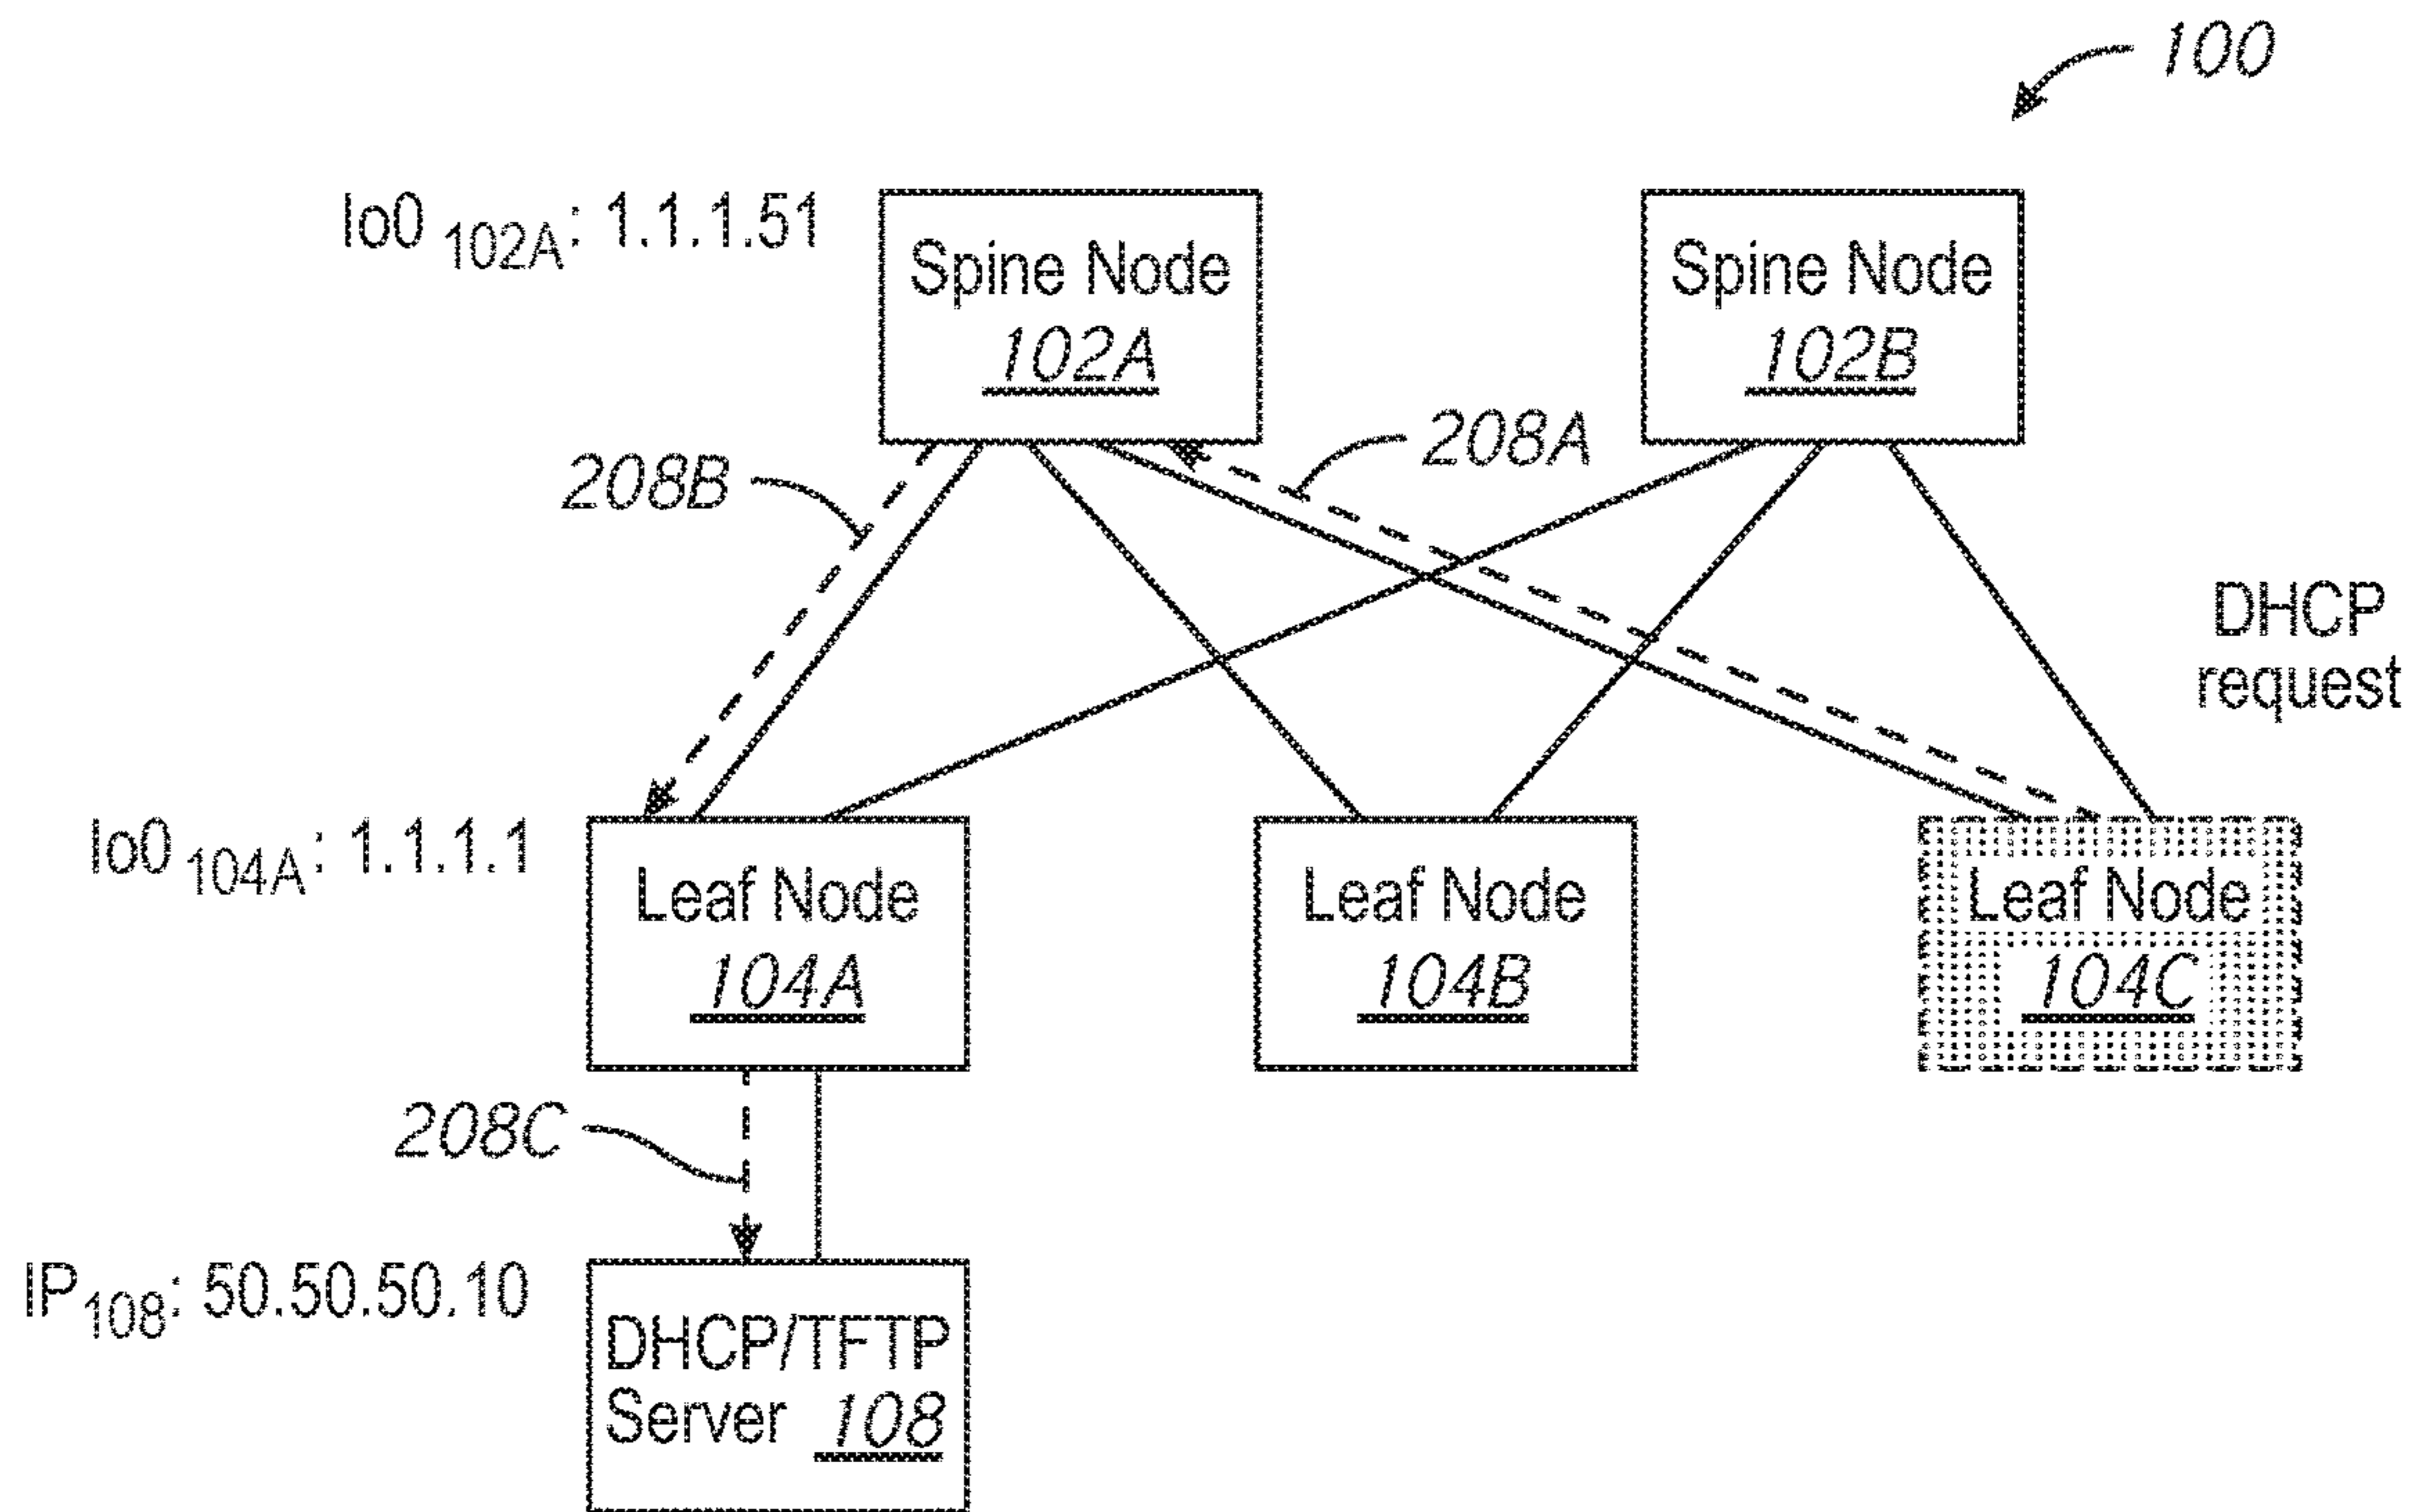 100
lo0 102A: 1.1.1.51
Spine Node
102A
Spine Node
102B
208B
208A
DHCP
request
lo0 104A: 1.1.1.1
Leaf Node
104A
Leaf Node
104B
Leaf Node
104C
208C
IP108: 50.50.50.10
DHCP/TFTP
Server 108